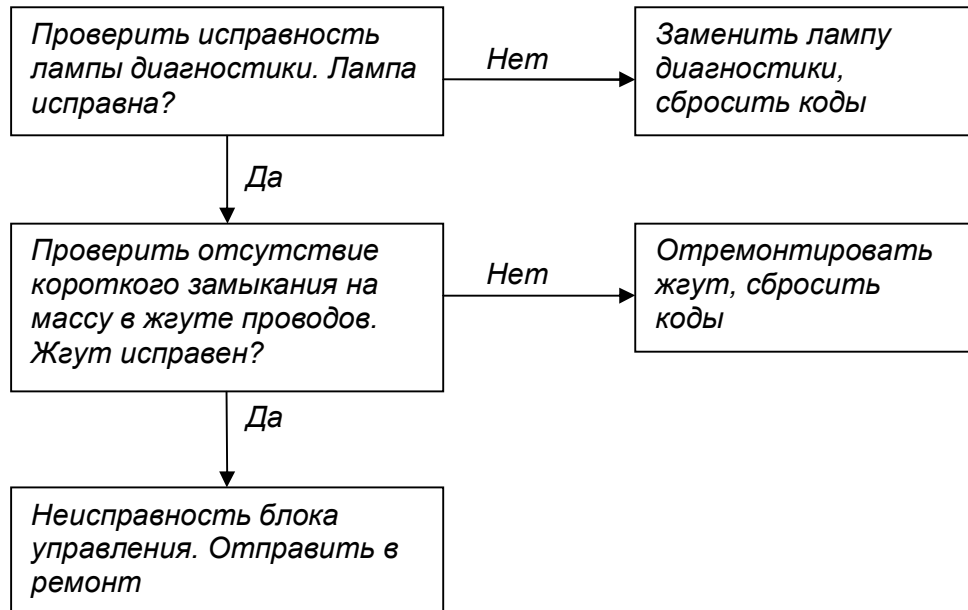 Проверить исправность
лампы диагностики. Лампа
исправна?
Нет
Заменить лампу
диагностики,
сбросить коды
Да
Проверить отсутствие
короткого замыкания на
массу в жгуте проводов.
Жгут исправен?
Нет
Отремонтировать
жгут, сбросить
коды
Да
Неисправность блока
управления. Отправить в
ремонт